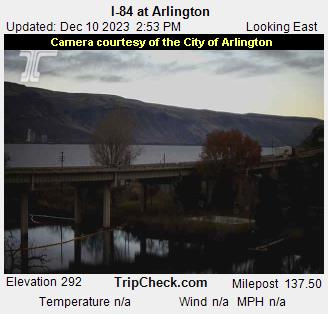 I-84 at Arlington
Updated: Dec 10 2023 2:53 PM Looking East
Camera courtesy of the City of Arlington
Elevation 292 TripCheck.com Milepost 137.50
Temperature n/a Wind n/a MPH n/a